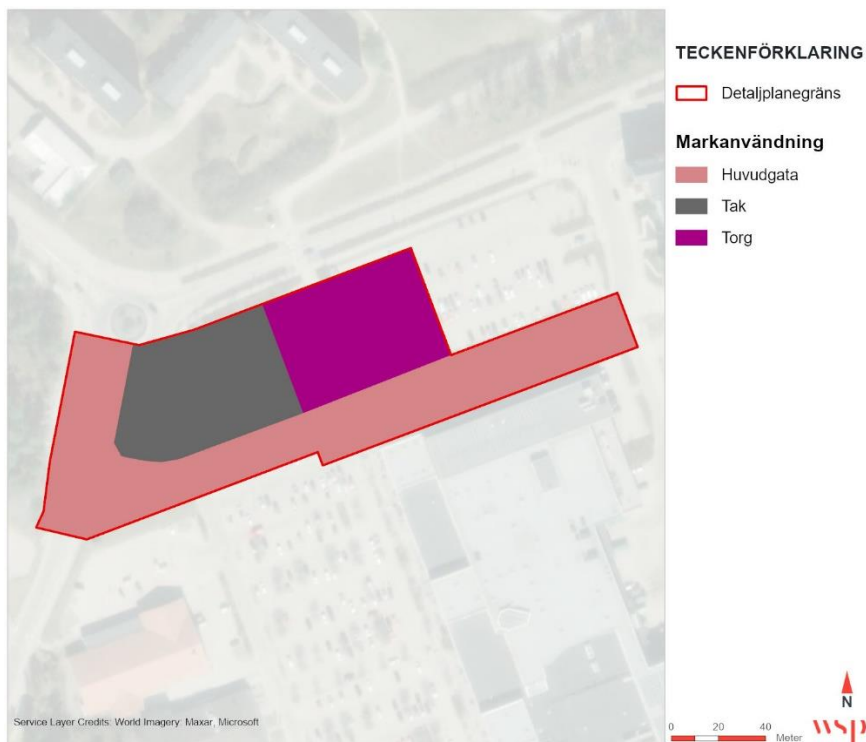 TECKENFÖRKLARING
Detaljplanegräns
Markanvändning
Huvudgata
Tak
Torg
Service Layer Credits: World Imagery: Maxar, Microsoft
N
0 20 40
Meter
wsp